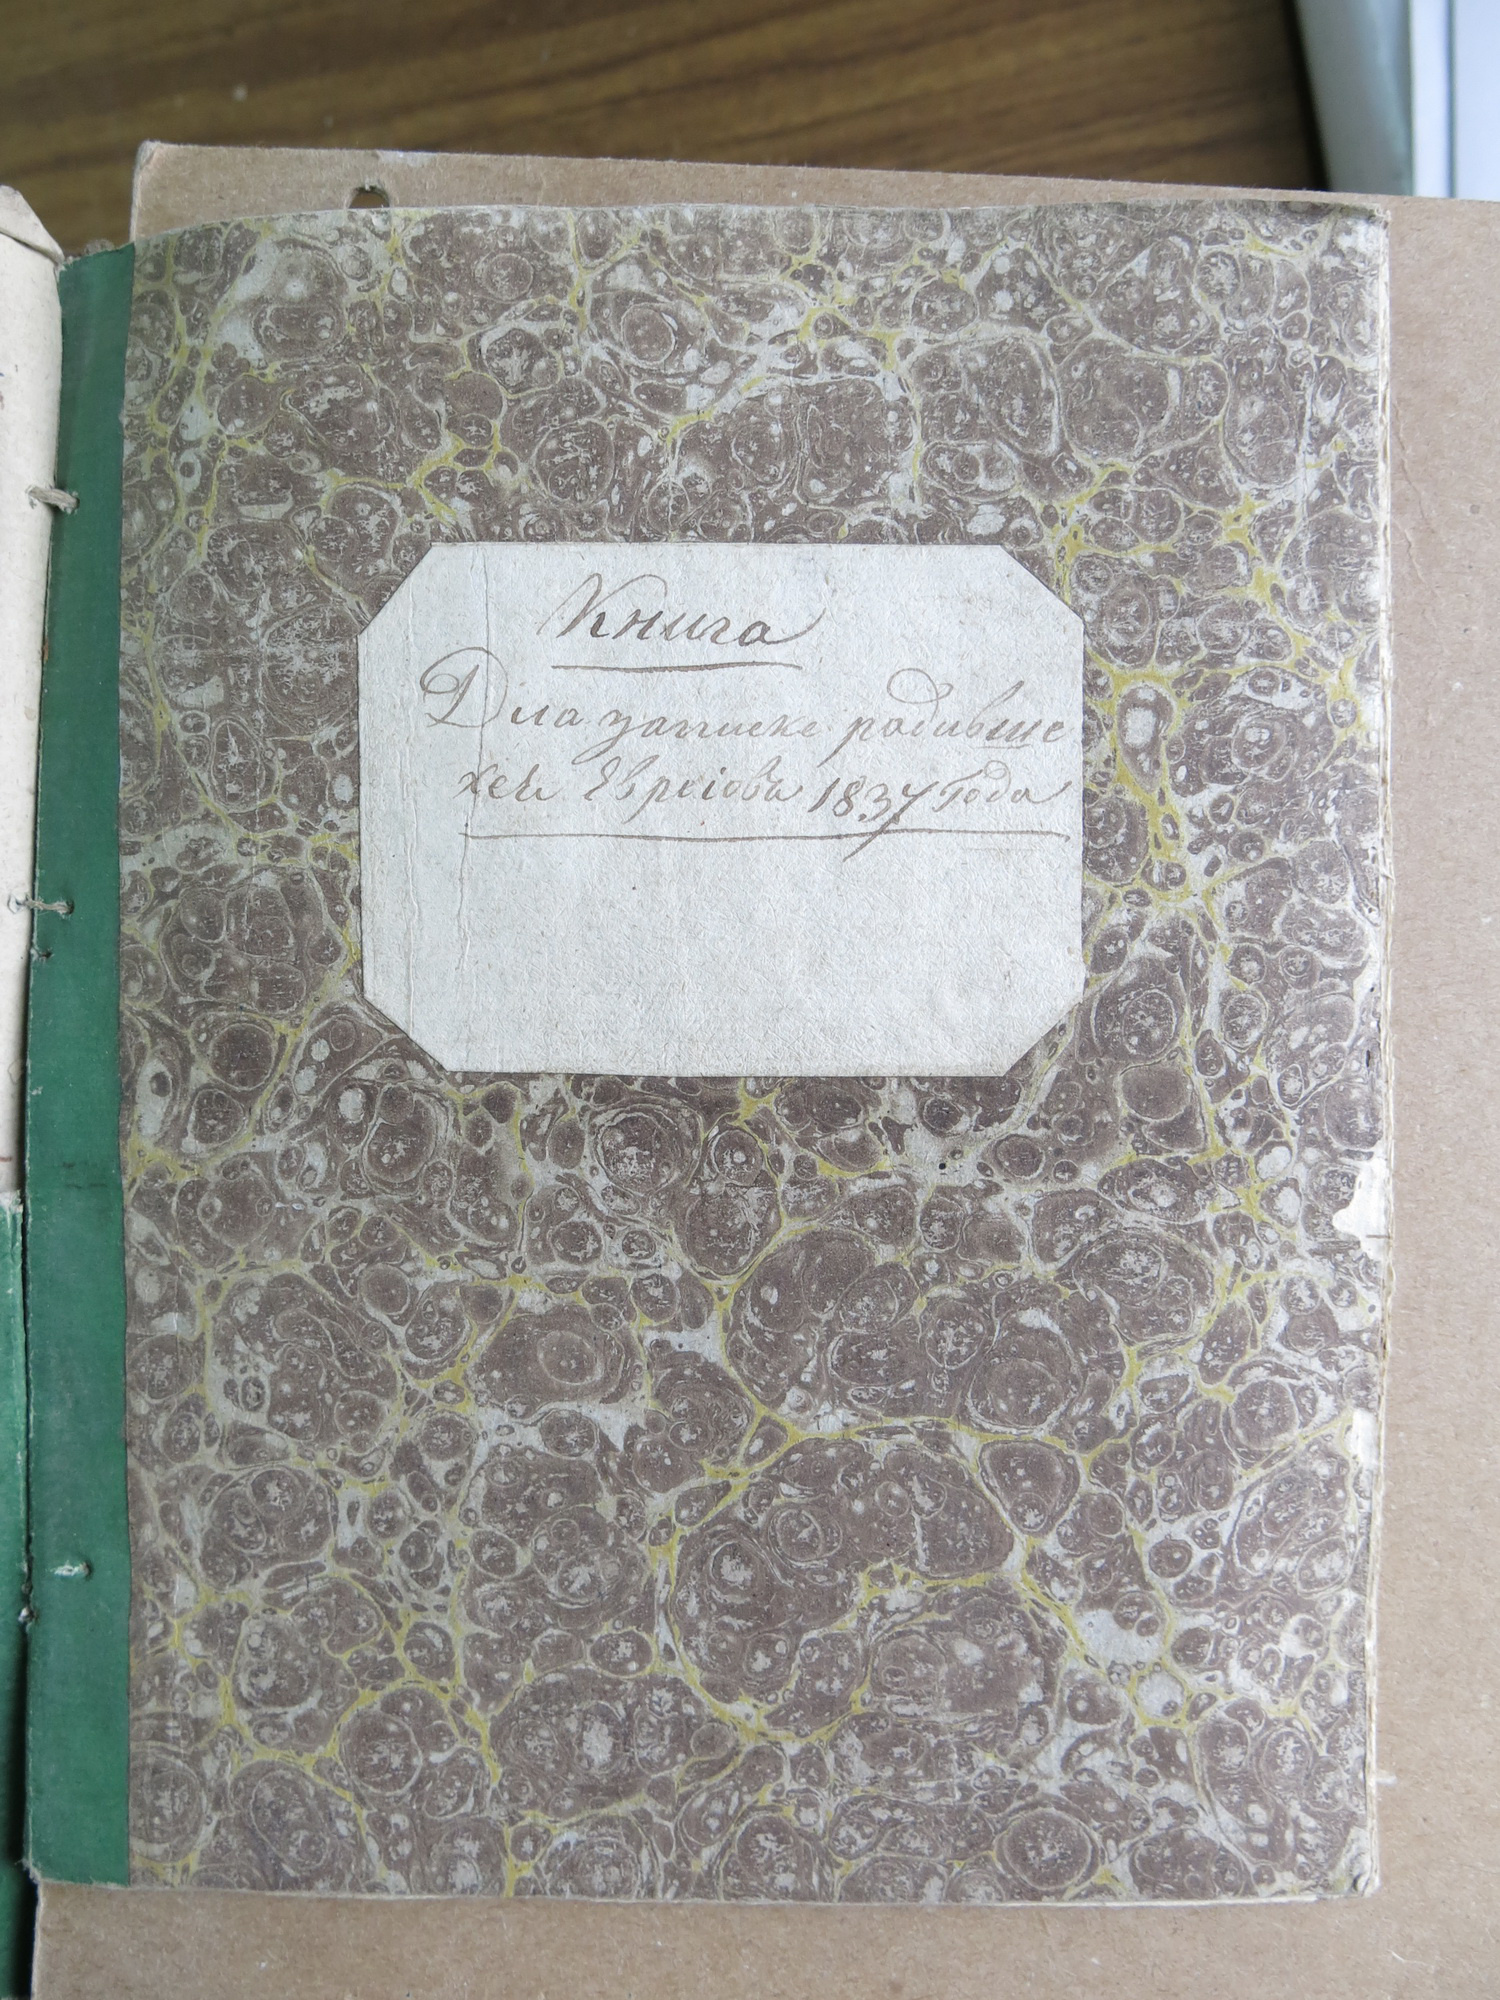 Книга
Для записке родивше
хся Евреіовъ 1837 Года